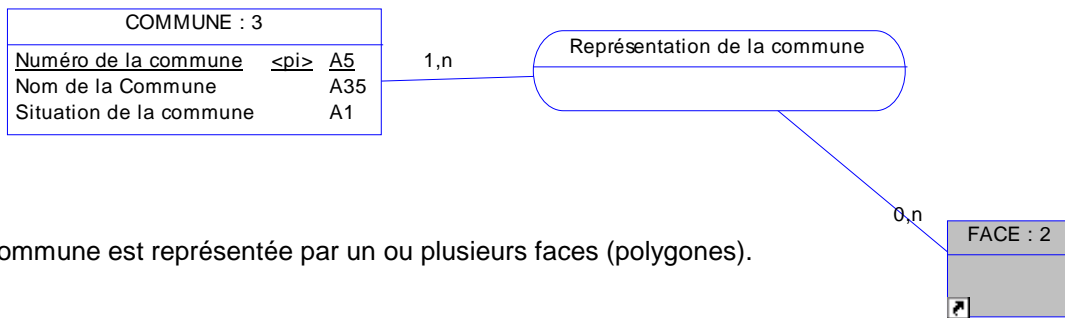 COMMUNE : 3
Numéro de la commune <pi> A5
Nom de la Commune A35
Situation de la commune A1
1,n
Représentation de la commune
0,n
FACE : 2
ommune est représentée par un ou plusieurs faces (polygones).